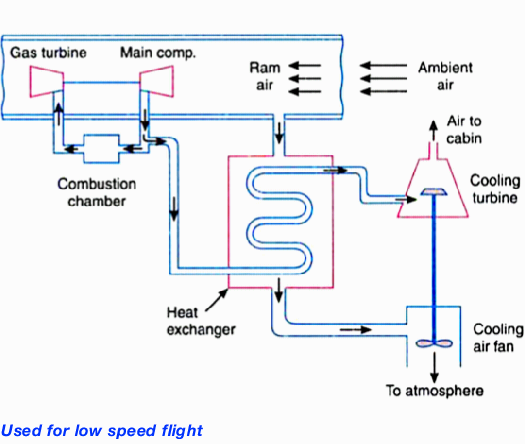 Gas turbine
Main comp.
Ram
air
Ambient
air
Air to
cabin
Combustion
chamber
Cooling
turbine
Heat
exchanger
Cooling
air fan
To atmosphere
Used for low speed flight